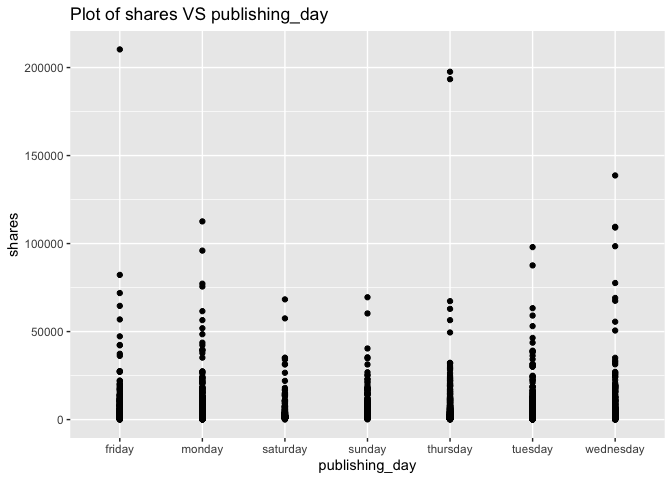 Plot of shares VS publishing_day
200000
150000
100000
50000
0
shares
friday monday saturday sunday thursday tuesday wednesday
publishing_day